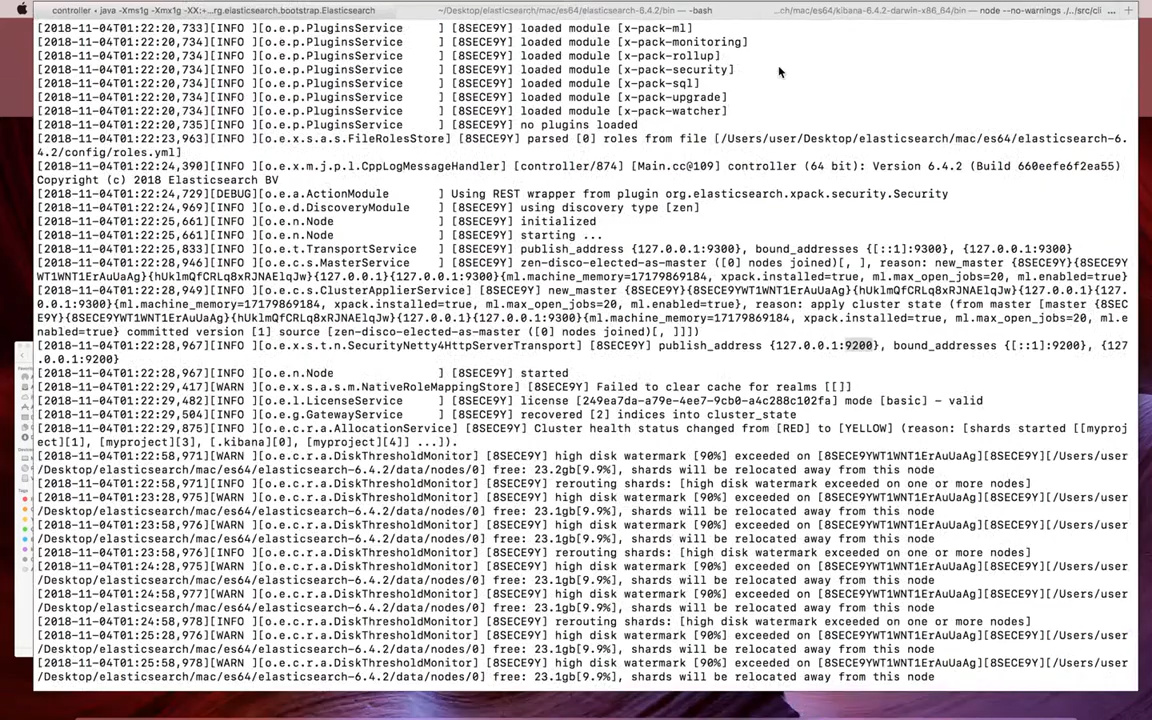 controller • java -Xms1g -Xmx1g -XX:+...rg.elasticsearch.bootstrap.Elasticsearch
~/Desktop/elasticsearch/mac/es64/elasticsearch-6.4.2/bin — -bash
...ch/mac/es64/kibana-6.4.2-darwin-x86_64/bin — node --no-warnings ./../src/cli ...
[2018-11-04T01:22:20,733][INFO ][o.e.p.PluginsService     ] [8SECE9Y] loaded module [x-pack-ml]
[2018-11-04T01:22:20,734][INFO ][o.e.p.PluginsService     ] [8SECE9Y] loaded module [x-pack-monitoring]
[2018-11-04T01:22:20,734][INFO ][o.e.p.PluginsService     ] [8SECE9Y] loaded module [x-pack-rollup]
[2018-11-04T01:22:20,734][INFO ][o.e.p.PluginsService     ] [8SECE9Y] loaded module [x-pack-security]
[2018-11-04T01:22:20,734][INFO ][o.e.p.PluginsService     ] [8SECE9Y] loaded module [x-pack-sql]
[2018-11-04T01:22:20,734][INFO ][o.e.p.PluginsService     ] [8SECE9Y] loaded module [x-pack-upgrade]
[2018-11-04T01:22:20,734][INFO ][o.e.p.PluginsService     ] [8SECE9Y] loaded module [x-pack-watcher]
[2018-11-04T01:22:20,735][INFO ][o.e.p.PluginsService     ] [8SECE9Y] no plugins loaded
[2018-11-04T01:22:23,963][INFO ][o.e.x.s.a.s.FileRolesStore] [8SECE9Y] parsed [0] roles from file [/Users/user/Desktop/elasticsearch/mac/es64/elasticsearch-6.
4.2/config/roles.yml]
[2018-11-04T01:22:24,390][INFO ][o.e.x.m.j.p.l.CppLogMessageHandler] [controller/874] [Main.cc@109] controller (64 bit): Version 6.4.2 (Build 660eefe6f2ea55)
Copyright (c) 2018 Elasticsearch BV
[2018-11-04T01:22:24,729][DEBUG][o.e.a.ActionModule       ] Using REST wrapper from plugin org.elasticsearch.xpack.security.Security
[2018-11-04T01:22:24,969][INFO ][o.e.d.DiscoveryModule    ] [8SECE9Y] using discovery type [zen]
[2018-11-04T01:22:25,661][INFO ][o.e.n.Node               ] [8SECE9Y] initialized
[2018-11-04T01:22:25,661][INFO ][o.e.n.Node               ] [8SECE9Y] starting ...
[2018-11-04T01:22:25,833][INFO ][o.e.t.TransportService   ] [8SECE9Y] publish_address {127.0.0.1:9300}, bound_addresses {[::1]:9300}, {127.0.0.1:9300}
[2018-11-04T01:22:28,946][INFO ][o.e.c.s.MasterService    ] [8SECE9Y] zen-disco-elected-as-master ([0] nodes joined)[, ], reason: new_master {8SECE9Y}{8SECE9Y
WT1WNT1ErAuUaAg}{hUklmQfCRLq8xRJNAElqJw}{127.0.0.1}{127.0.0.1:9300}{ml.machine_memory=17179869184, xpack.installed=true, ml.max_open_jobs=20, ml.enabled=true}
[2018-11-04T01:22:28,949][INFO ][o.e.c.s.ClusterApplierService] [8SECE9Y] new_master {8SECE9Y}{8SECE9YWT1WNT1ErAuUaAg}{hUklmQfCRLq8xRJNAElqJw}{127.0.0.1}{127.
0.0.1:9300}{ml.machine_memory=17179869184, xpack.installed=true, ml.max_open_jobs=20, ml.enabled=true}, reason: apply cluster state (from master [master {8SEC
E9Y}{8SECE9YWT1WNT1ErAuUaAg}{hUklmQfCRLq8xRJNAElqJw}{127.0.0.1}{127.0.0.1:9300}{ml.machine_memory=17179869184, xpack.installed=true, ml.max_open_jobs=20, ml.e
nabled=true} committed version [1] source [zen-disco-elected-as-master ([0] nodes joined)[, ]]])
[2018-11-04T01:22:28,967][INFO ][o.e.x.s.t.n.SecurityNetty4HttpServerTransport] [8SECE9Y] publish_address {127.0.0.1:9200}, bound_addresses {[::1]:9200}, {127
.0.0.1:9200}
[2018-11-04T01:22:28,967][INFO ][o.e.n.Node               ] [8SECE9Y] started
[2018-11-04T01:22:29,417][WARN ][o.e.x.s.a.s.m.NativeRoleMappingStore] [8SECE9Y] Failed to clear cache for realms [[]]
[2018-11-04T01:22:29,482][INFO ][o.e.l.LicenseService     ] [8SECE9Y] license [249ea7da-a79e-4ee7-9cb0-a4c288c102fa] mode [basic] - valid
[2018-11-04T01:22:29,504][INFO ][o.e.g.GatewayService     ] [8SECE9Y] recovered [2] indices into cluster_state
[2018-11-04T01:22:29,875][INFO ][o.e.c.r.a.AllocationService] [8SECE9Y] Cluster health status changed from [RED] to [YELLOW] (reason: [shards started [[myproj
ect][1], [myproject][3], [.kibana][0], [myproject][4]] ...]).
[2018-11-04T01:22:58,971][WARN ][o.e.c.r.a.DiskThresholdMonitor] [8SECE9Y] high disk watermark [90%] exceeded on [8SECE9YWT1WNT1ErAuUaAg][8SECE9Y][/Users/user
/Desktop/elasticsearch/mac/es64/elasticsearch-6.4.2/data/nodes/0] free: 23.2gb[9.9%], shards will be relocated away from this node
[2018-11-04T01:22:58,971][INFO ][o.e.c.r.a.DiskThresholdMonitor] [8SECE9Y] rerouting shards: [high disk watermark exceeded on one or more nodes]
[2018-11-04T01:23:28,975][WARN ][o.e.c.r.a.DiskThresholdMonitor] [8SECE9Y] high disk watermark [90%] exceeded on [8SECE9YWT1WNT1ErAuUaAg][8SECE9Y][/Users/user
/Desktop/elasticsearch/mac/es64/elasticsearch-6.4.2/data/nodes/0] free: 23.1gb[9.9%], shards will be relocated away from this node
[2018-11-04T01:23:58,976][WARN ][o.e.c.r.a.DiskThresholdMonitor] [8SECE9Y] high disk watermark [90%] exceeded on [8SECE9YWT1WNT1ErAuUaAg][8SECE9Y][/Users/user
/Desktop/elasticsearch/mac/es64/elasticsearch-6.4.2/data/nodes/0] free: 23.1gb[9.9%], shards will be relocated away from this node
[2018-11-04T01:23:58,976][INFO ][o.e.c.r.a.DiskThresholdMonitor] [8SECE9Y] rerouting shards: [high disk watermark exceeded on one or more nodes]
[2018-11-04T01:24:28,975][WARN ][o.e.c.r.a.DiskThresholdMonitor] [8SECE9Y] high disk watermark [90%] exceeded on [8SECE9YWT1WNT1ErAuUaAg][8SECE9Y][/Users/user
/Desktop/elasticsearch/mac/es64/elasticsearch-6.4.2/data/nodes/0] free: 23.1gb[9.9%], shards will be relocated away from this node
[2018-11-04T01:24:58,977][WARN ][o.e.c.r.a.DiskThresholdMonitor] [8SECE9Y] high disk watermark [90%] exceeded on [8SECE9YWT1WNT1ErAuUaAg][8SECE9Y][/Users/user
/Desktop/elasticsearch/mac/es64/elasticsearch-6.4.2/data/nodes/0] free: 23.1gb[9.9%], shards will be relocated away from this node
[2018-11-04T01:24:58,978][INFO ][o.e.c.r.a.DiskThresholdMonitor] [8SECE9Y] rerouting shards: [high disk watermark exceeded on one or more nodes]
[2018-11-04T01:25:28,976][WARN ][o.e.c.r.a.DiskThresholdMonitor] [8SECE9Y] high disk watermark [90%] exceeded on [8SECE9YWT1WNT1ErAuUaAg][8SECE9Y][/Users/user
/Desktop/elasticsearch/mac/es64/elasticsearch-6.4.2/data/nodes/0] free: 23.1gb[9.9%], shards will be relocated away from this node
[2018-11-04T01:25:58,978][WARN ][o.e.c.r.a.DiskThresholdMonitor] [8SECE9Y] high disk watermark [90%] exceeded on [8SECE9YWT1WNT1ErAuUaAg][8SECE9Y][/Users/user
/Desktop/elasticsearch/mac/es64/elasticsearch-6.4.2/data/nodes/0] free: 23.1gb[9.9%], shards will be relocated away from this node